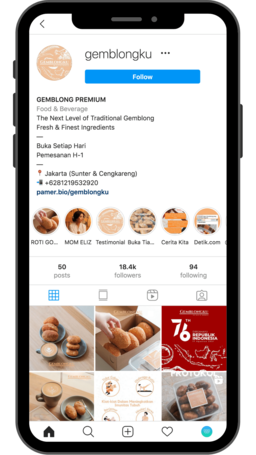 gemblongku
Follow
GEMBLONG PREMIUM
Food & Beverage
The Next Level of Traditional Gemblong
Fresh & Finest Ingredients
—
Buka Setiap Hari
Pemesanan H-1
—
📍 Jakarta (Sunter & Cengkareng)
📲 +6281219532920
pamer.bio/gemblongku
ROTI GO... MOM ELIZ Testimonial Buka Tia... Cerita Kita Detik.com
50 18.4k 94
posts followers following
76TH
REPUBLIK
INDONESIA
PROTOKOL